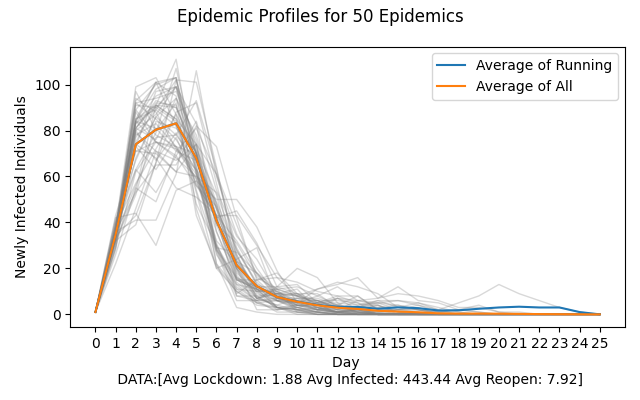 Epidemic Profiles for 50 Epidemics
Average of Running
Average of All
Newly Infected Individuals
100
80
60
40
20
0
0 1 2 3 4 5 6 7 8 9 10 11 12 13 14 15 16 17 18 19 20 21 22 23 24 25
Day
DATA:[Avg Lockdown: 1.88 Avg Infected: 443.44 Avg Reopen: 7.92]